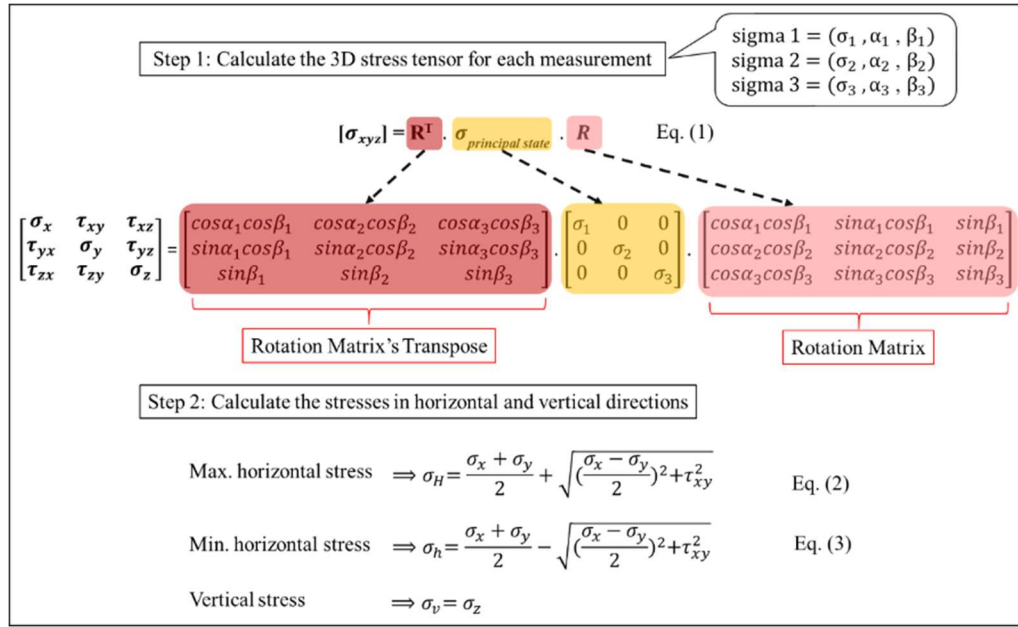 Step 1: Calculate the 3D stress tensor for each measurement
sigma 1 = (σ₁ ,α₁ , β₁)
sigma 2 = (σ₂ ,α₂ , β₂)
sigma 3 = (σ₃ ,α₃ , β₃)
[σxyz] = Rᵀ . σ principal state . R Eq. (1)
[σx τxy τxz] [cosα₁cosβ₁ cosα₂cosβ₂ cosα₃cosβ₃] [σ₁ 0 0] [cosα₁cosβ₁ sinα₁cosβ₁ sinβ₁]
[τyx σy τyz] = [sinα₁cosβ₁ sinα₂cosβ₂ sinα₃cosβ₃] . [0 σ₂ 0] . [cosα₂cosβ₂ sinα₂cosβ₂ sinβ₂]
[τzx τzy σz] [sinβ₁ sinβ₂ sinβ₃] [0 0 σ₃] [cosα₃cosβ₃ sinα₃cosβ₃ sinβ₃]
Rotation Matrix's Transpose
Rotation Matrix
Step 2: Calculate the stresses in horizontal and vertical directions
Max. horizontal stress ⟹ σH = (σx + σy)/2 + √((σx − σy)/2)²+τ²xy Eq. (2)
Min. horizontal stress ⟹ σh = (σx + σy)/2 − √((σx − σy)/2)²+τ²xy Eq. (3)
Vertical stress ⟹ σv = σz